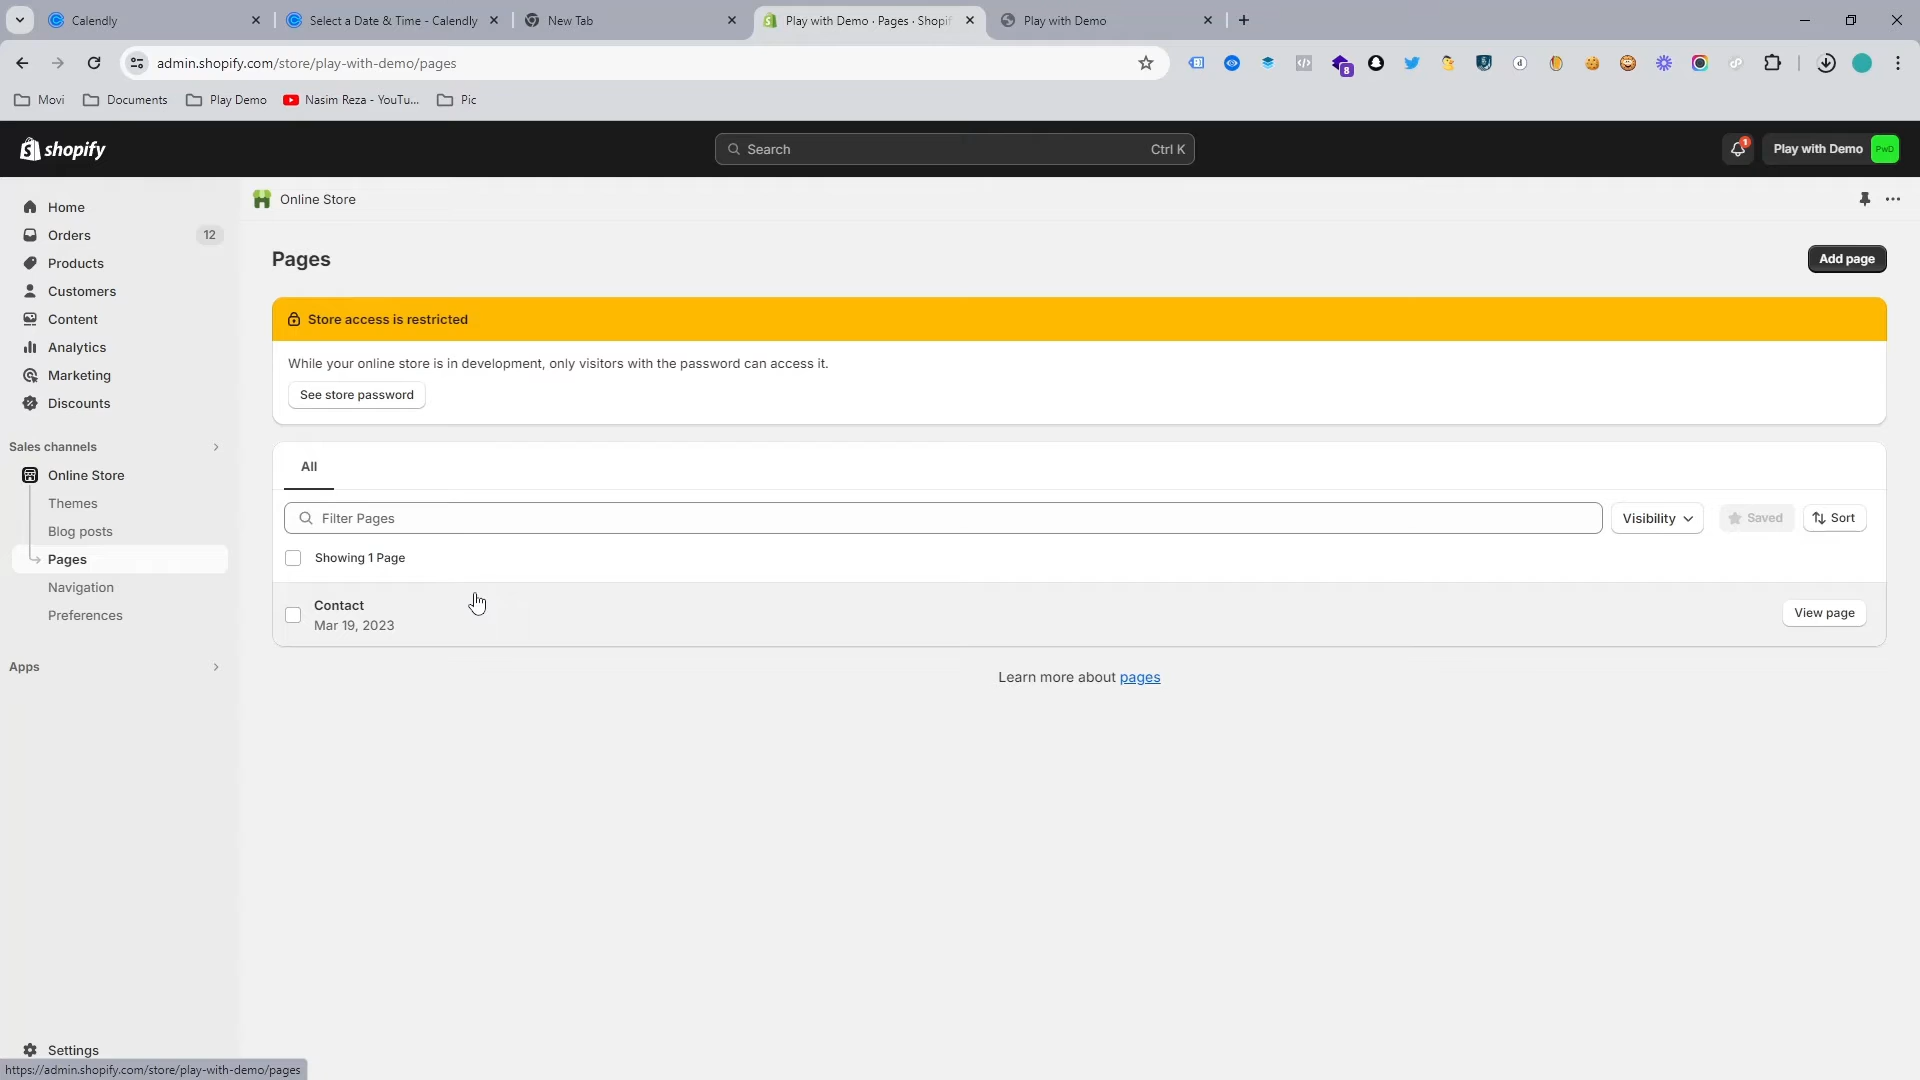 Calendly
Select a Date & Time - Calendly
New Tab
Play with Demo · Pages · Shopif
Play with Demo
admin.shopify.com/store/play-with-demo/pages
8
Movi
Documents
Play Demo
Nasim Reza - YouTu...
Pic
shopify
Search
Ctrl K
1
Play with Demo
PwD
Home
Orders
12
Products
Customers
Content
Analytics
Marketing
Discounts
Sales channels
Online Store
Themes
Blog posts
Pages
Navigation
Preferences
Apps
Settings
Online Store
Pages
Add page
Store access is restricted
While your online store is in development, only visitors with the password can access it.
See store password
All
Filter Pages
Visibility
Saved
Sort
Showing 1 Page
Contact
Mar 19, 2023
View page
Learn more about pages
https://admin.shopify.com/store/play-with-demo/pages